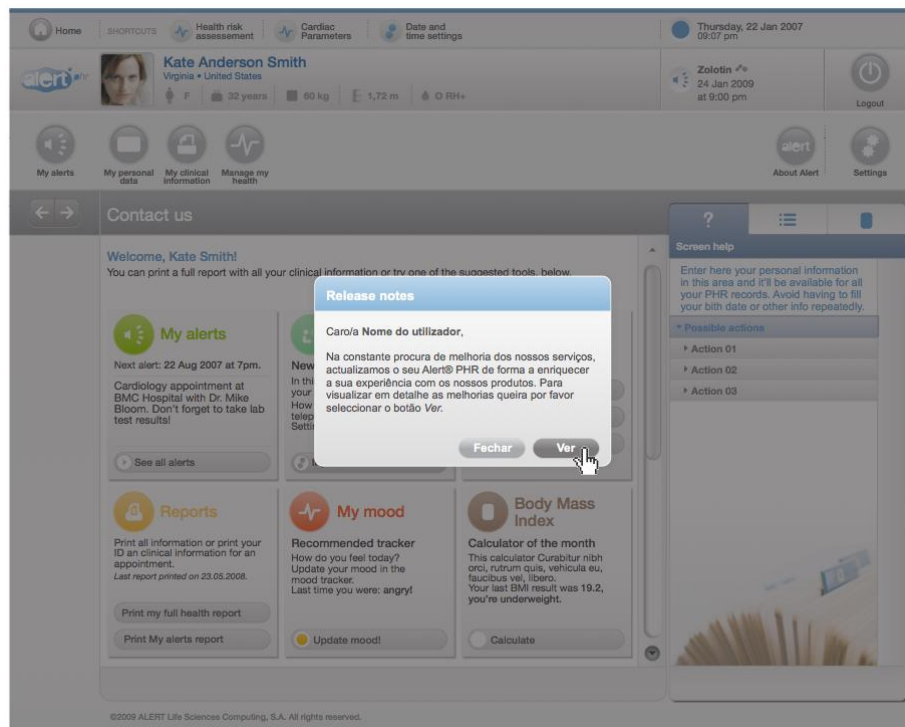 Home
SHORTCUTS
Health risk
assessement
Cardiac
Parameters
Date and
time settings
Thursday, 22 Jan 2007
09:07 pm
alert phr
Kate Anderson Smith
Virginia • United States
F
32 years
60 kg
1,72 m
O RH+
Zolotin
24 Jan 2009
at 9:00 pm
Logout
My alerts
My personal
data
My clinical
information
Manage my
health
alert
About Alert
Settings
Contact us
?
Screen help
Enter here your personal information
in this area and it'll be available for all
your PHR records. Avoid having to fill
your bith date or other info repeatedly.
Possible actions
Action 01
Action 02
Action 03
Welcome, Kate Smith!
You can print a full report with all your clinical information or try one of the suggested tools, below.
Release notes
Caro/a Nome do utilizador,
Na constante procura de melhoria dos nossos serviços,
actualizamos o seu Alert® PHR de forma a enriquecer
a sua experiência com os nossos produtos. Para
visualizar em detalhe as melhorias queira por favor
seleccionar o botão Ver.
Fechar
Ver
My alerts
Next alert: 22 Aug 2007 at 7pm.
Cardiology appointment at
BMC Hospital with Dr. Mike
Bloom. Don't forget to take lab
test results!
See all alerts
New
In thi
your
How
telep
Setti
Reports
Print all information or print your
ID an clinical information for an
appointment.
Last report printed on 23.05.2008.
Print my full health report
Print My alerts report
My mood
Recommended tracker
How do you feel today?
Update your mood in the
mood tracker.
Last time you were: angry!
Update mood!
Body Mass
Index
Calculator of the month
This calculator Curabitur nibh
orci, rutrum quis, vehicula eu,
faucibus vel, libero.
Your last BMI result was 19.2,
you're underweight.
Calculate
©2009 ALERT Life Sciences Computing, S.A. All rights reserved.